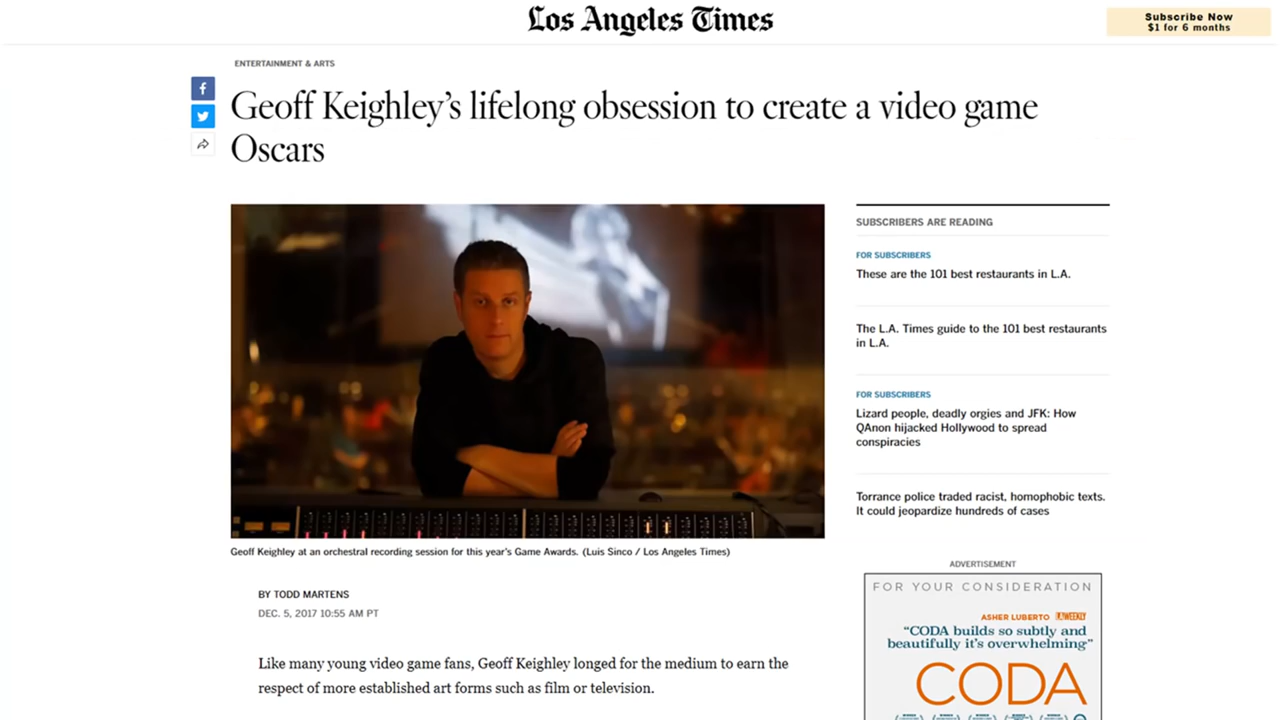 Los Angeles Times
Subscribe Now
$1 for 6 months
ENTERTAINMENT & ARTS
Geoff Keighley's lifelong obsession to create a video game
Oscars
Geoff Keighley at an orchestral recording session for this year's Game Awards. (Luis Sinco / Los Angeles Times)
BY TODD MARTENS
DEC. 5, 2017 10:55 AM PT
Like many young video game fans, Geoff Keighley longed for the medium to earn the
respect of more established art forms such as film or television.
SUBSCRIBERS ARE READING
FOR SUBSCRIBERS
These are the 101 best restaurants in L.A.
The L.A. Times guide to the 101 best restaurants
in L.A.
FOR SUBSCRIBERS
Lizard people, deadly orgies and JFK: How
QAnon hijacked Hollywood to spread
conspiracies
Torrance police traded racist, homophobic texts.
It could jeopardize hundreds of cases
ADVERTISEMENT
FOR YOUR CONSIDERATION
ASHER LUBERTO LA WEEKLY
“CODA builds so subtly and
beautifully it's overwhelming”
CODA